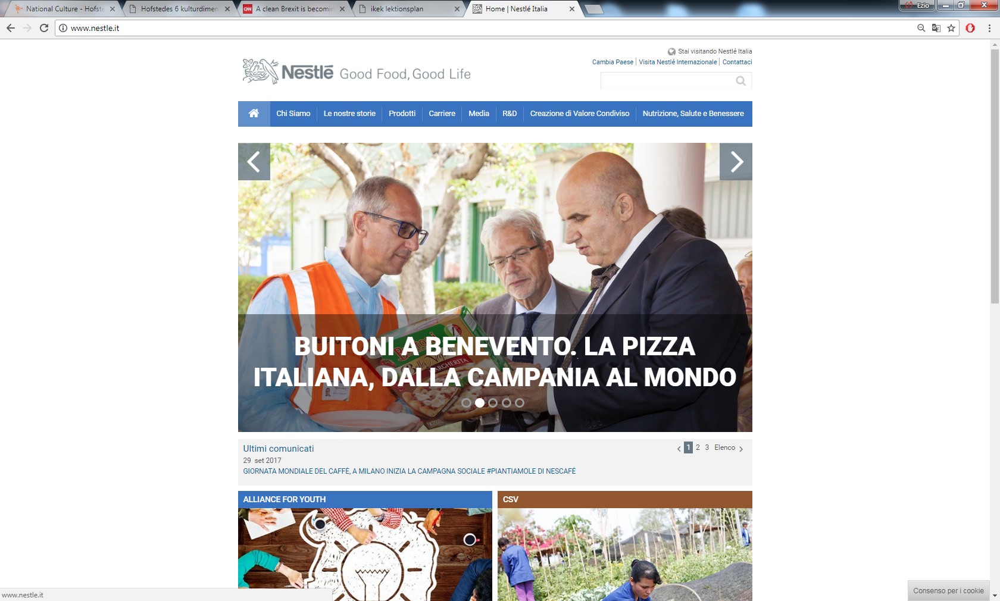 National Culture - Hofste
Hofstedes 6 kulturdimen
CNN
A clean Brexit is becomin
ikek lektionsplan
Home | Nestlé Italia
Ezio
www.nestle.it
Stai visitando Nestlé Italia
Cambia Paese | Visita Nestlé Internazionale | Contattaci
Nestlé Good Food, Good Life
Chi Siamo
Le nostre storie
Prodotti
Carriere
Media
R&D
Creazione di Valore Condiviso
Nutrizione, Salute e Benessere
BUITONI A BENEVENTO. LA PIZZA
ITALIANA, DALLA CAMPANIA AL MONDO
MARGHERITA
Ultimi comunicati
1 2 3 Elenco
29 set 2017
GIORNATA MONDIALE DEL CAFFÈ, A MILANO INIZIA LA CAMPAGNA SOCIALE #PIANTIAMOLE DI NESCAFÉ
ALLIANCE FOR YOUTH
CSV
www.nestle.it
Consenso per i cookie